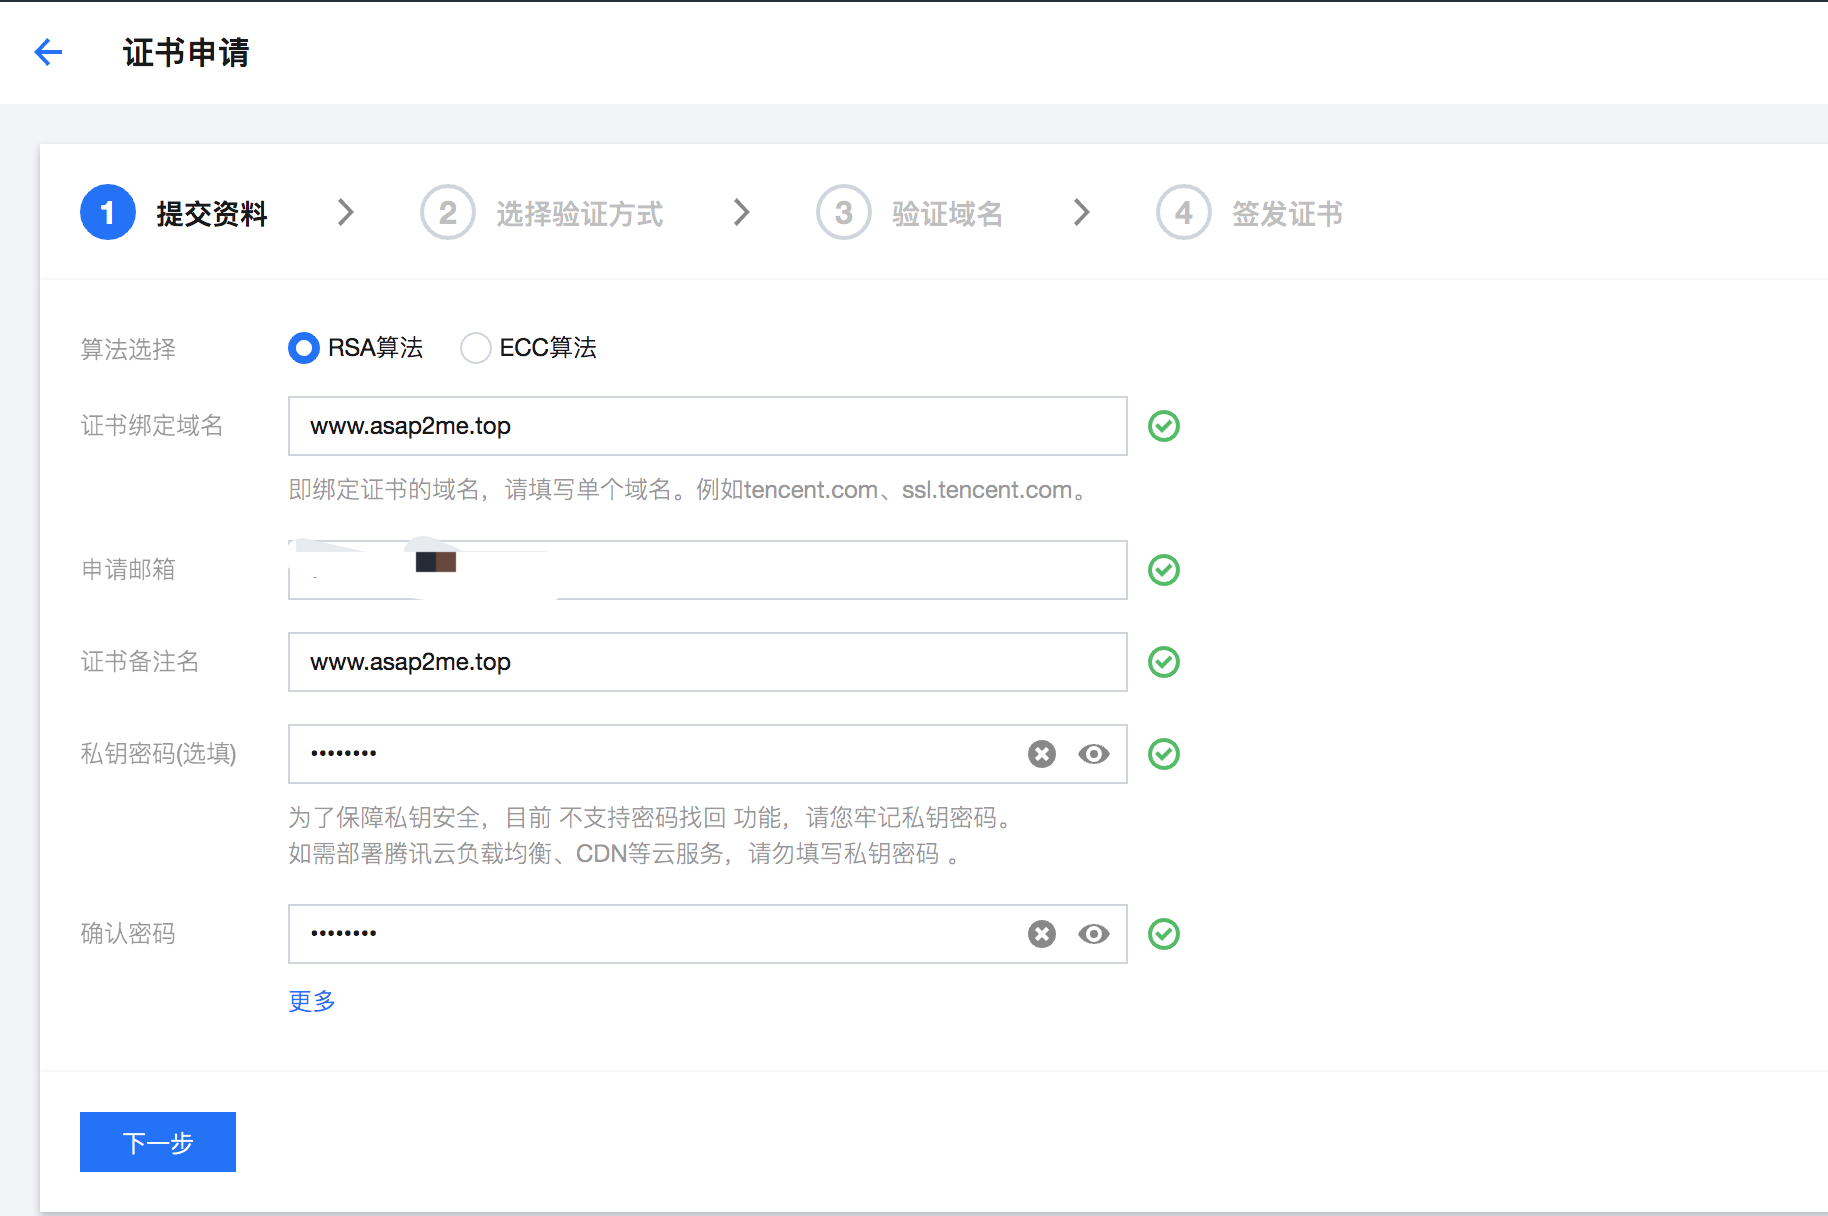 证书申请
1 提交资料 2 选择验证方式 3 验证域名 4 签发证书
算法选择 RSA算法 ECC算法
证书绑定域名 www.asap2me.top
即绑定证书的域名，请填写单个域名。例如tencent.com、ssl.tencent.com。
申请邮箱
证书备注名 www.asap2me.top
私钥密码(选填) ••••••••
为了保障私钥安全，目前 不支持密码找回 功能，请您牢记私钥密码。
如需部署腾讯云负载均衡、CDN等云服务，请勿填写私钥密码 。
确认密码 ••••••••
更多
下一步